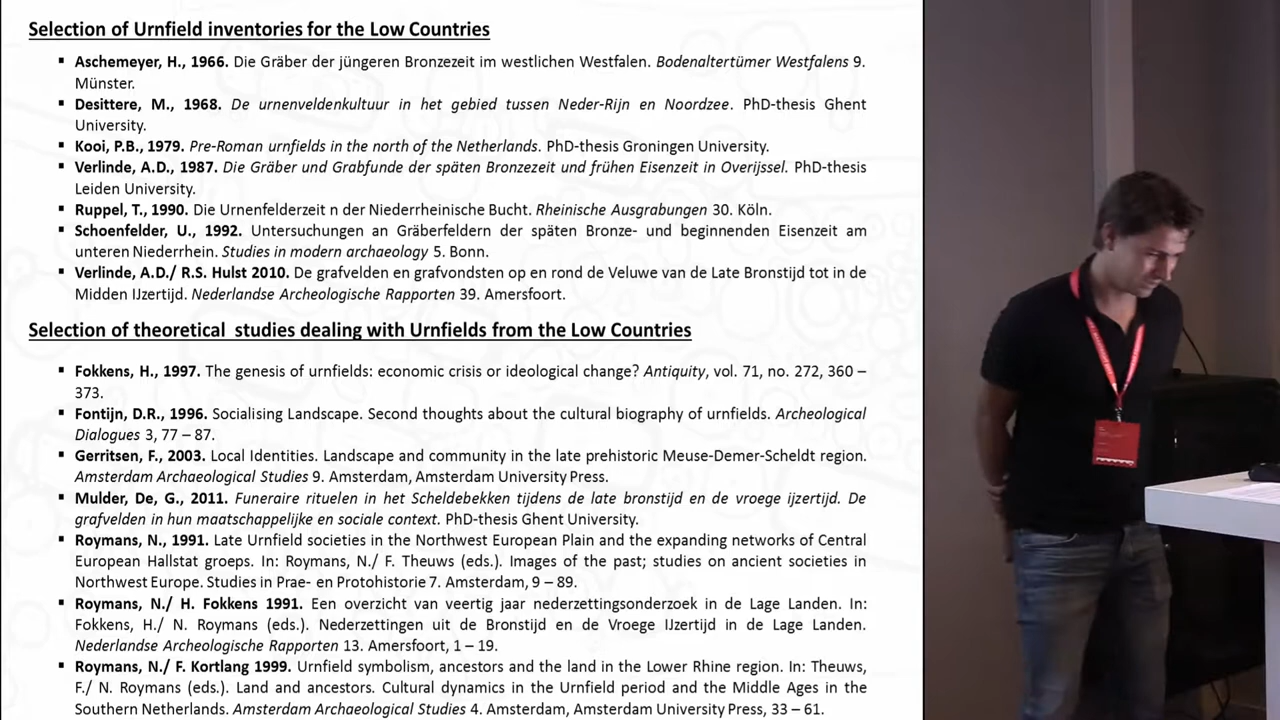 Selection of Urnfield inventories for the Low Countries
▪ Aschemeyer, H., 1966. Die Gräber der jüngeren Bronzezeit im westlichen Westfalen. Bodenaltertümer Westfalens 9.
Münster.
▪ Desittere, M., 1968. De urnenveldenkultuur in het gebied tussen Neder-Rijn en Noordzee. PhD-thesis Ghent
University.
▪ Kooi, P.B., 1979. Pre-Roman urnfields in the north of the Netherlands. PhD-thesis Groningen University.
▪ Verlinde, A.D., 1987. Die Gräber und Grabfunde der späten Bronzezeit und frühen Eisenzeit in Overijssel. PhD-thesis
Leiden University.
▪ Ruppel, T., 1990. Die Urnenfelderzeit n der Niederrheinische Bucht. Rheinische Ausgrabungen 30. Köln.
▪ Schoenfelder, U., 1992. Untersuchungen an Gräberfeldern der späten Bronze- und beginnenden Eisenzeit am
unteren Niederrhein. Studies in modern archaeology 5. Bonn.
▪ Verlinde, A.D./ R.S. Hulst 2010. De grafvelden en grafvondsten op en rond de Veluwe van de Late Bronstijd tot in de
Midden IJzertijd. Nederlandse Archeologische Rapporten 39. Amersfoort.
Selection of theoretical studies dealing with Urnfields from the Low Countries
▪ Fokkens, H., 1997. The genesis of urnfields: economic crisis or ideological change? Antiquity, vol. 71, no. 272, 360 –
373.
▪ Fontijn, D.R., 1996. Socialising Landscape. Second thoughts about the cultural biography of urnfields. Archeological
Dialogues 3, 77 – 87.
▪ Gerritsen, F., 2003. Local Identities. Landscape and community in the late prehistoric Meuse-Demer-Scheldt region.
Amsterdam Archaeological Studies 9. Amsterdam, Amsterdam University Press.
▪ Mulder, De, G., 2011. Funeraire rituelen in het Scheldebekken tijdens de late bronstijd en de vroege ijzertijd. De
grafvelden in hun maatschappelijke en sociale context. PhD-thesis Ghent University.
▪ Roymans, N., 1991. Late Urnfield societies in the Northwest European Plain and the expanding networks of Central
European Hallstat groeps. In: Roymans, N./ F. Theuws (eds.). Images of the past; studies on ancient societies in
Northwest Europe. Studies in Prae- en Protohistorie 7. Amsterdam, 9 – 89.
▪ Roymans, N./ H. Fokkens 1991. Een overzicht van veertig jaar nederzettingsonderzoek in de Lage Landen. In:
Fokkens, H./ N. Roymans (eds.). Nederzettingen uit de Bronstijd en de Vroege IJzertijd in de Lage Landen.
Nederlandse Archeologische Rapporten 13. Amersfoort, 1 – 19.
▪ Roymans, N./ F. Kortlang 1999. Urnfield symbolism, ancestors and the land in the Lower Rhine region. In: Theuws,
F./ N. Roymans (eds.). Land and ancestors. Cultural dynamics in the Urnfield period and the Middle Ages in the
Southern Netherlands. Amsterdam Archaeological Studies 4. Amsterdam, Amsterdam University Press, 33 – 61.